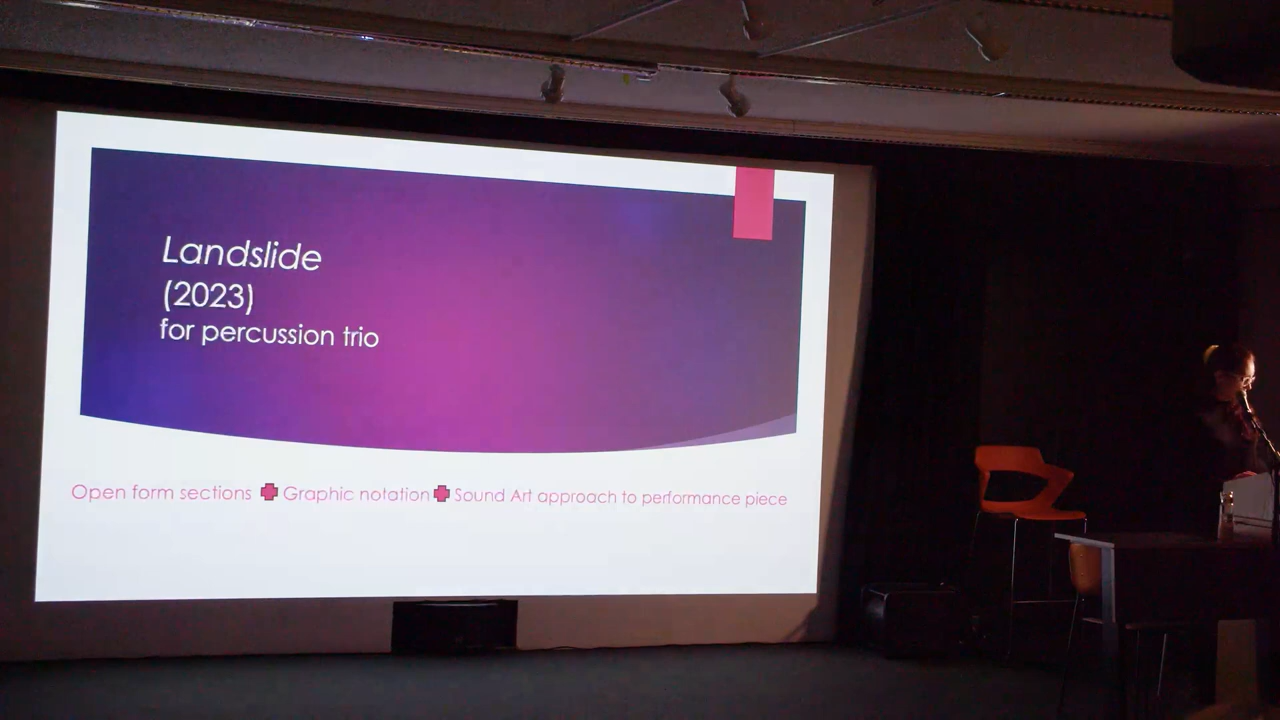 Landslide
(2023)
for percussion trio
Open form sections ✚ Graphic notation ✚ Sound Art approach to performance piece